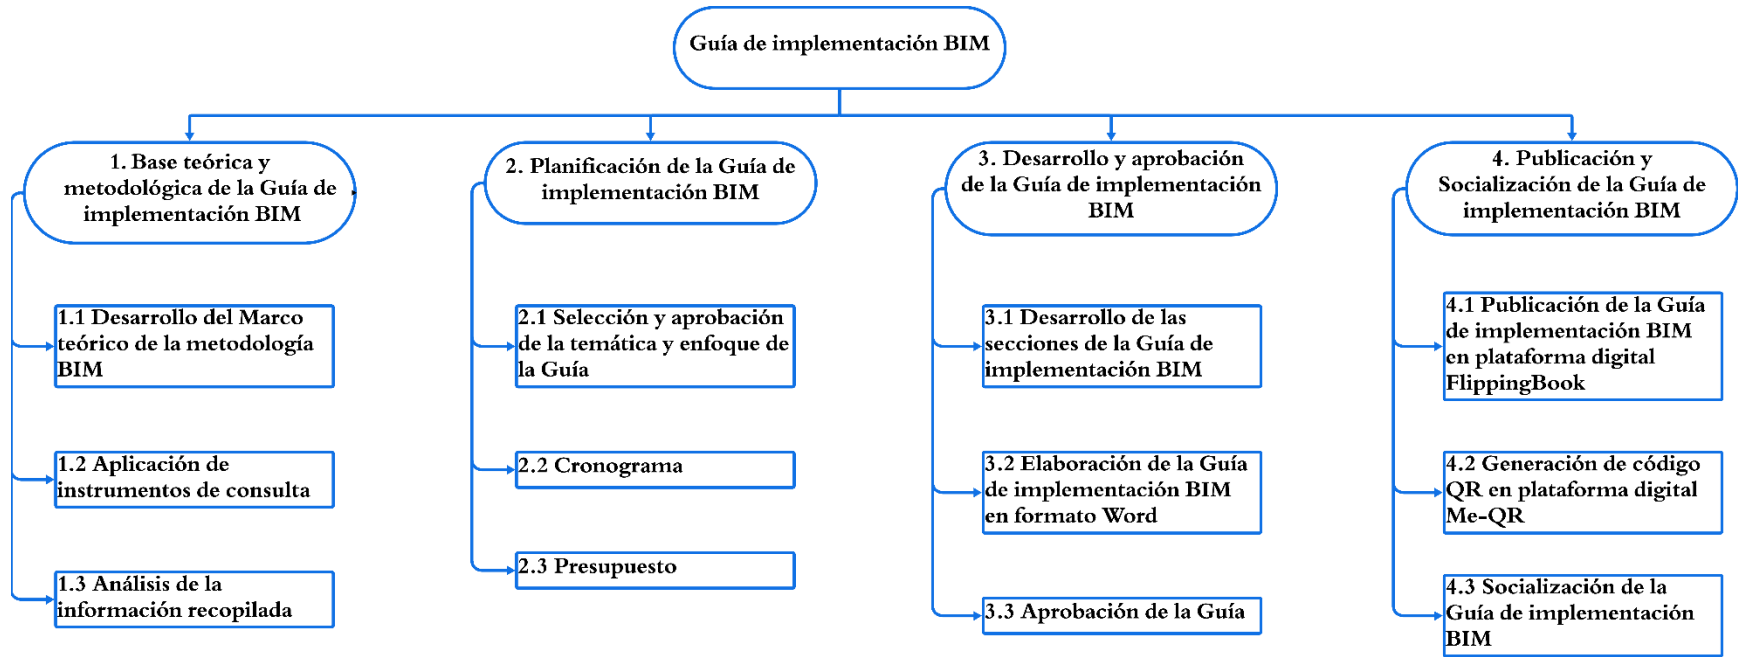 Guía de implementación BIM
1. Base teórica y
metodológica de la Guía de
implementación BIM
1.1 Desarrollo del Marco
teórico de la metodología
BIM
1.2 Aplicación de
instrumentos de consulta
1.3 Análisis de la
información recopilada
2. Planificación de la Guía de
implementación BIM
2.1 Selección y aprobación
de la temática y enfoque de
la Guía
2.2 Cronograma
2.3 Presupuesto
3. Desarrollo y aprobación
de la Guía de implementación
BIM
3.1 Desarrollo de las
secciones de la Guía de
implementación BIM
3.2 Elaboración de la Guía
de implementación BIM
en formato Word
3.3 Aprobación de la Guía
4. Publicación y
Socialización de la Guía de
implementación BIM
4.1 Publicación de la Guía
de implementación BIM
en plataforma digital
FlippingBook
4.2 Generación de código
QR en plataforma digital
Me-QR
4.3 Socialización de la
Guía de implementación
BIM